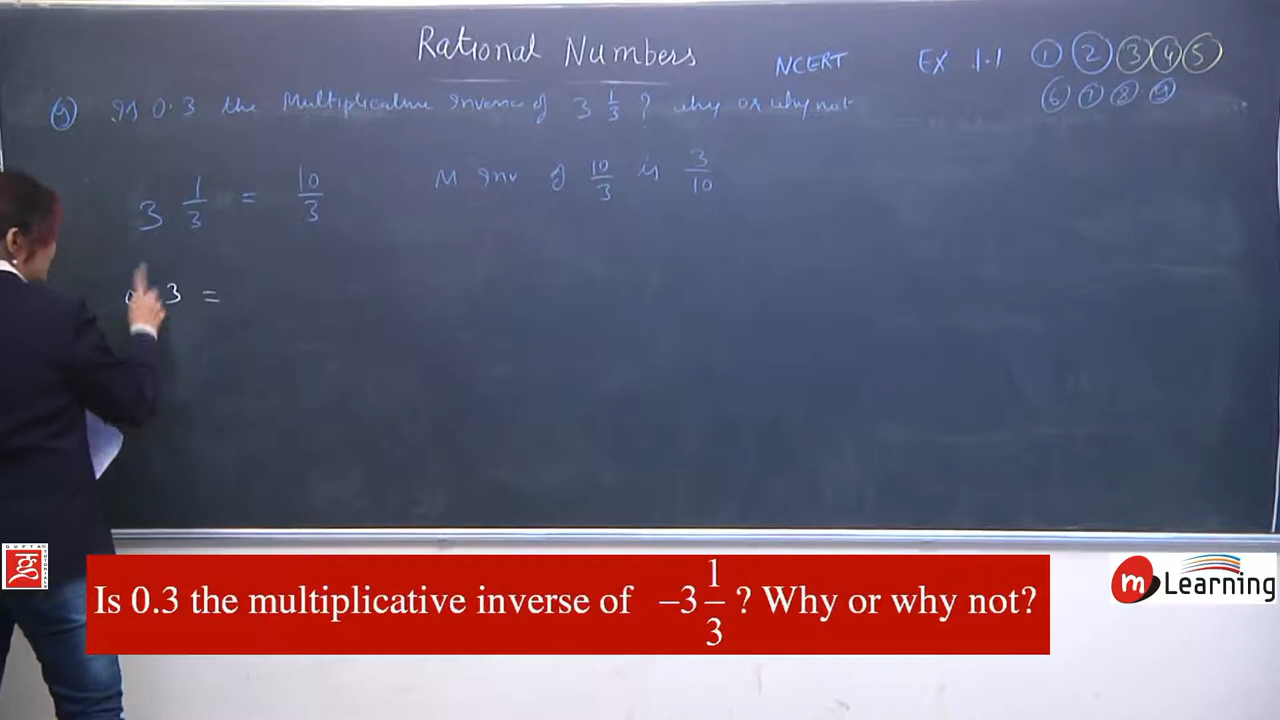 Rational Numbers
NCERT
EX 1.1 ① ② ③ ④ ⑤
⑥ ⑦ ⑧ ⑨
⑨ Is 0.3 the Multiplicative Inverse of 3 1/3 ? why or why not
3 1/3 = 10/3
M Inv of 10/3 is 3/10
0.3 =
Is 0.3 the multiplicative inverse of –3 1/3 ? Why or why not?
GUPTA TUTORIALS
m Learning